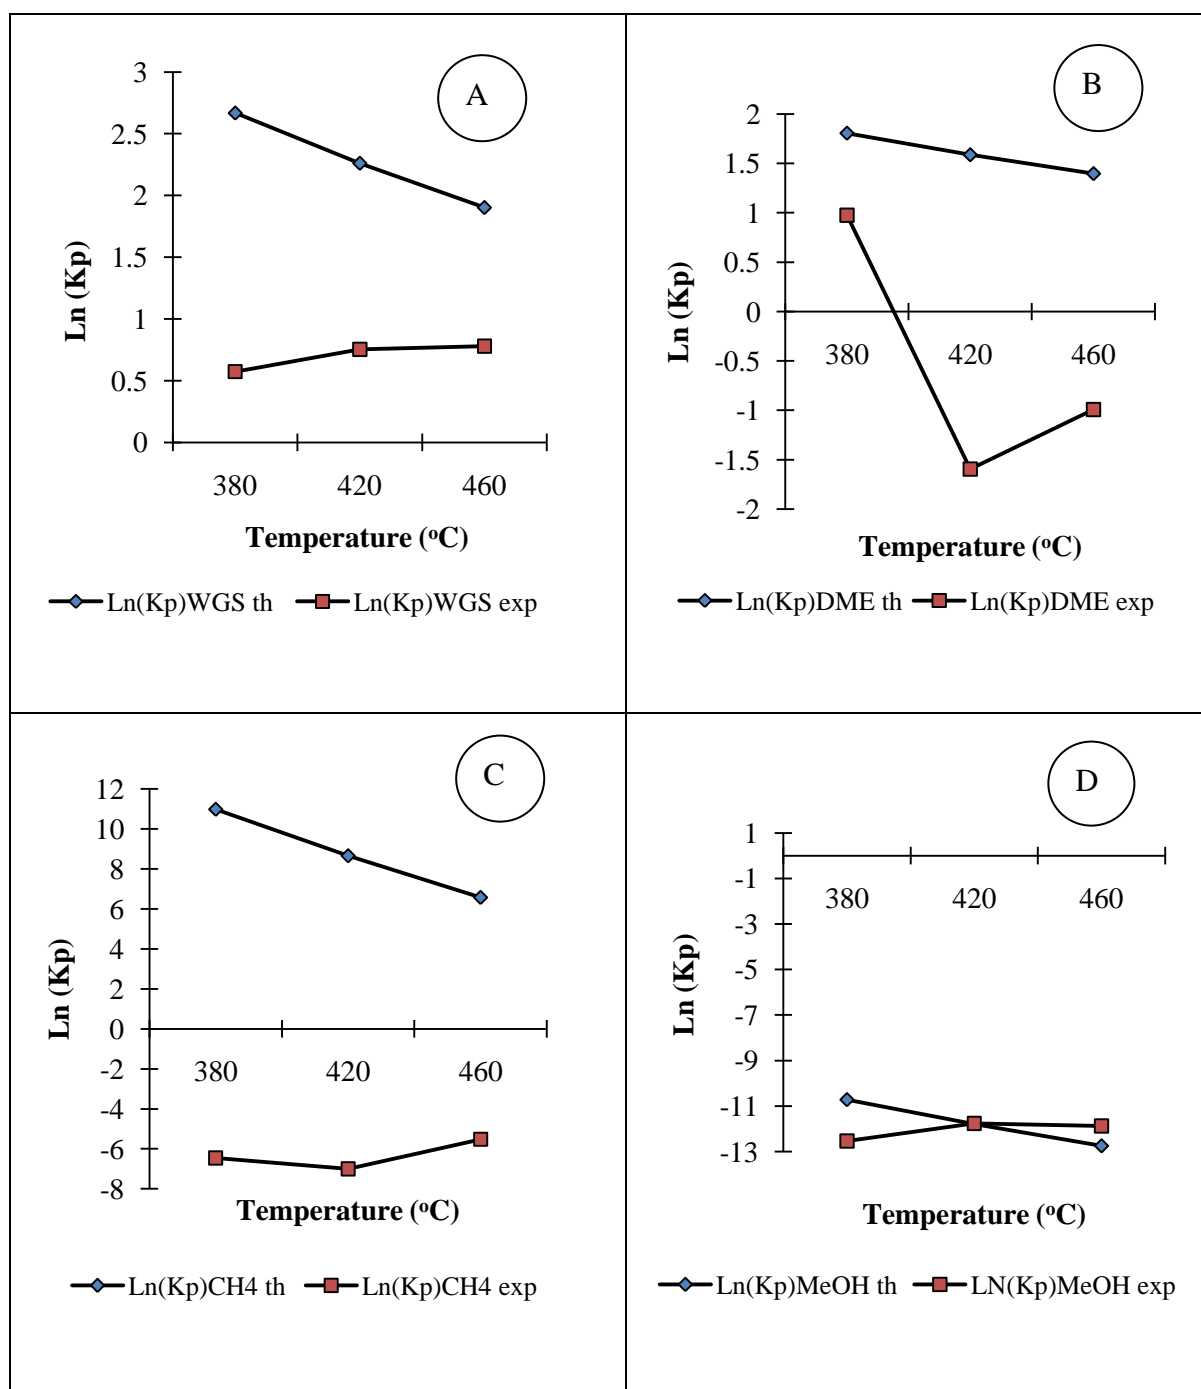 A
3
2.5
2
1.5
1
0.5
0
Ln (Kp)
380 420 460
Temperature (ᵒC)
Ln(Kp)WGS th Ln(Kp)WGS exp
B
2
1.5
1
0.5
0
-0.5
-1
-1.5
-2
Ln (Kp)
380 420 460
Temperature (ᵒC)
Ln(Kp)DME th Ln(Kp)DME exp
C
12
10
8
6
4
2
0
-2
-4
-6
-8
Ln (Kp)
380 420 460
Temperature (ᵒC)
Ln(Kp)CH4 th Ln(Kp)CH4 exp
D
1
-1
-3
-5
-7
-9
-11
-13
Ln (Kp)
380 420 460
Temperature (ᵒC)
Ln(Kp)MeOH th LN(Kp)MeOH exp